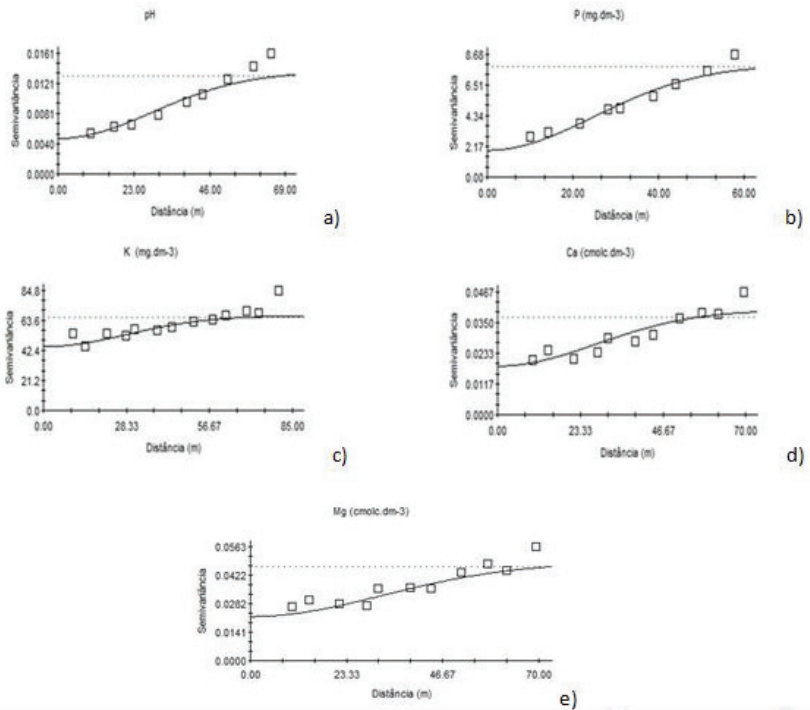 pH
0.0161
0.0121
0.0081
0.0040
0.0000
Semivariância
0.00 23.00 46.00 69.00
Distância (m)
a)
P (mg.dm-3)
8.68
6.51
4.34
2.17
0.00
Semivariância
0.00 20.00 39.00 60.00
Distância (m)
b)
K (mg.dm-3)
84.8
63.6
42.4
21.2
0.0
Semivariância
0.00 28.33 56.67 85.00
Distância (m)
c)
Ca (cmolc.dm-3)
0.0467
0.0350
0.0233
0.0117
0.0000
Semivariância
0.00 23.33 46.67 70.00
Distância (m)
d)
Mg (cmolc.dm-3)
0.0563
0.0422
0.0282
0.0141
0.0000
Semivariância
0.00 23.33 46.67 70.00
Distância (m)
e)